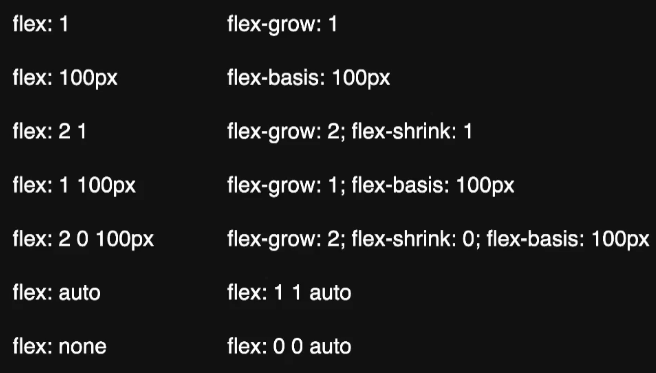 flex: 1 flex-grow: 1
flex: 100px flex-basis: 100px
flex: 2 1 flex-grow: 2; flex-shrink: 1
flex: 1 100px flex-grow: 1; flex-basis: 100px
flex: 2 0 100px flex-grow: 2; flex-shrink: 0; flex-basis: 100px
flex: auto flex: 1 1 auto
flex: none flex: 0 0 auto